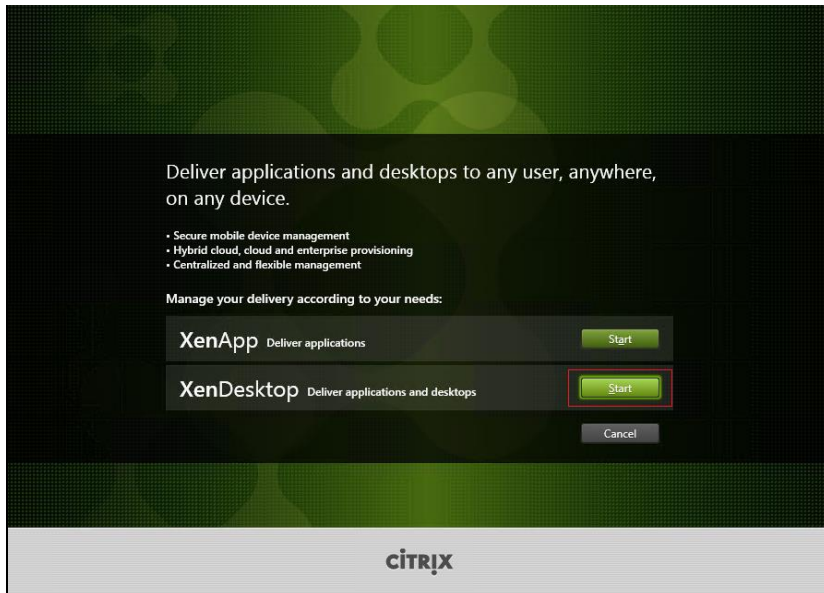 Deliver applications and desktops to any user, anywhere,
on any device.
• Secure mobile device management
• Hybrid cloud, cloud and enterprise provisioning
• Centralized and flexible management
Manage your delivery according to your needs:
XenApp Deliver applications Start
XenDesktop Deliver applications and desktops Start
Cancel
CITRIX